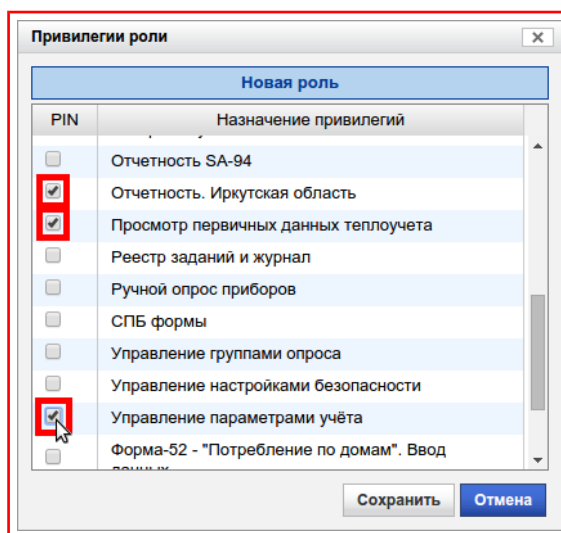 Привилегии роли
Новая роль
PIN Назначение привилегий
Отчетность SA-94
Отчетность. Иркутская область
Просмотр первичных данных теплоучета
Реестр заданий и журнал
Ручной опрос приборов
СПБ формы
Управление группами опроса
Управление настройками безопасности
Управление параметрами учёта
Форма-52 - "Потребление по домам". Ввод
Сохранить Отмена